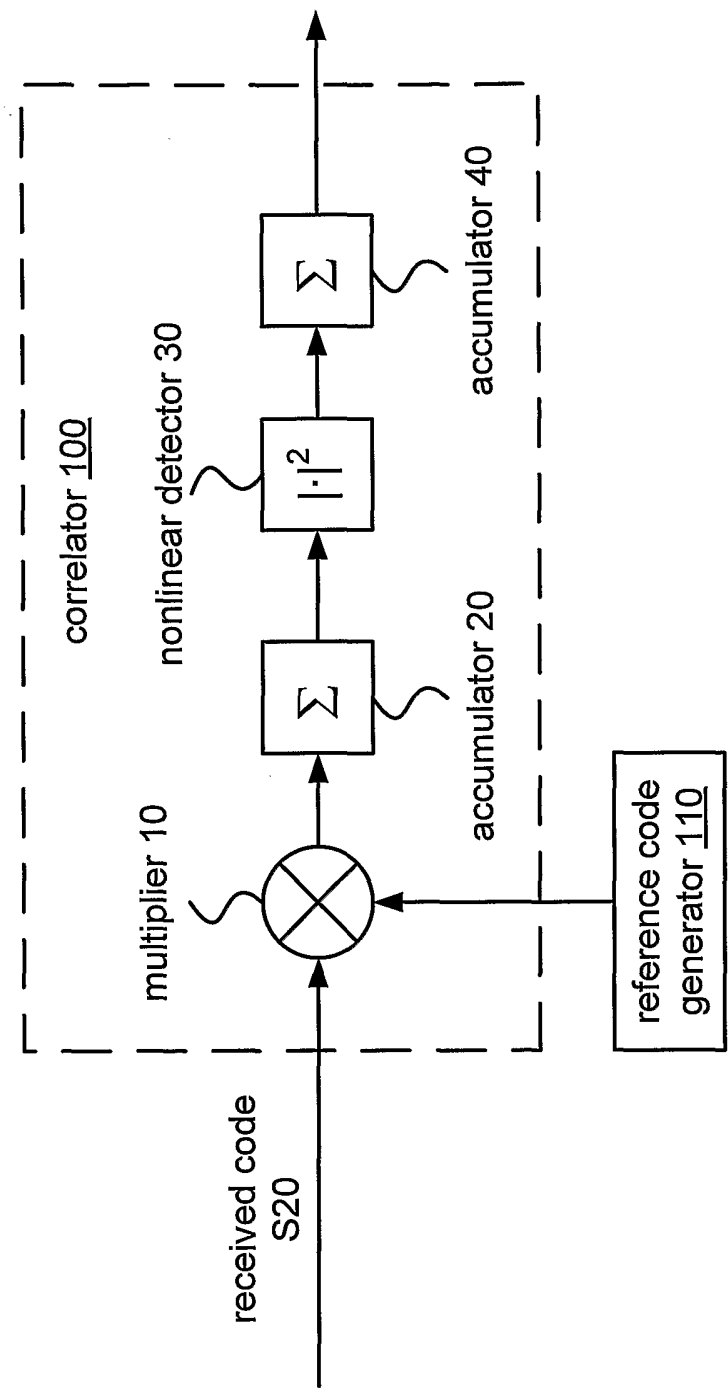 correlator 100
multiplier 10
nonlinear detector 30
received code
S20
Σ
|·|²
Σ
accumulator 20
accumulator 40
reference code
generator 110